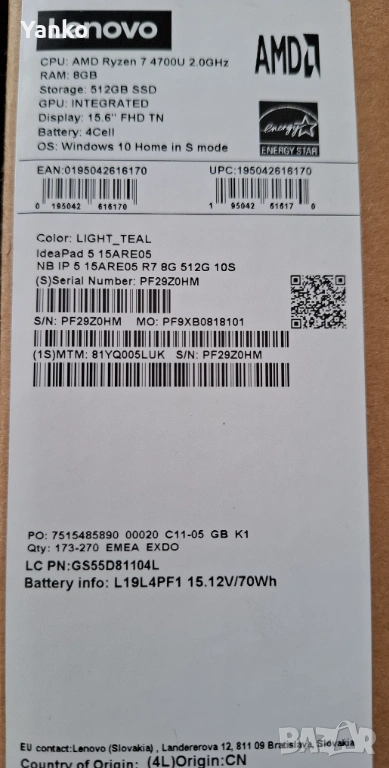 Yanko
Lenovo
CPU: AMD Ryzen 7 4700U 2.0GHz
RAM: 8GB
Storage: 512GB SSD
GPU: INTEGRATED
Display: 15.6" FHD TN
Battery: 4Cell
OS: Windows 10 Home in S mode
AMD
energy
ENERGY STAR
EAN:0195042616170
UPC:195042616170
0 195042 616170
1 95042 61617 0
Color: LIGHT_TEAL
IdeaPad 5 15ARE05
NB IP 5 15ARE05 R7 8G 512G 10S
(S)Serial Number: PF29Z0HM
S/N: PF29Z0HM MO: PF9XB0818101
(1S)MTM: 81YQ005LUK S/N: PF29Z0HM
PO: 7515485890 00020 C11-05 GB K1
Qty: 173-270 EMEA EXDO
LC PN:GS55D81104L
Battery info: L19L4PF1 15.12V/70Wh
EU contact:Lenovo (Slovakia) , Landererova 12, 811 09 Bratislava, Slovakia
Country of Origin: (4L)Origin:CN
BAZAR